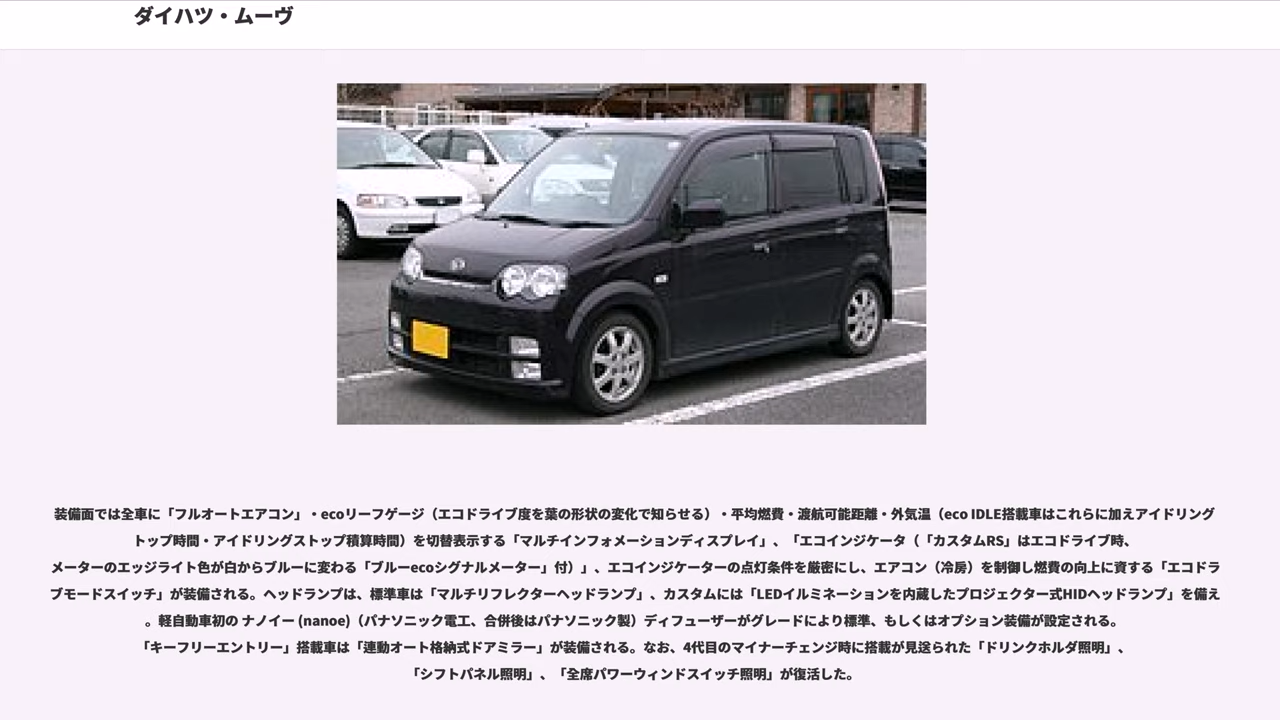 ダイハツ・ムーヴ
装備面では全車に「フルオートエアコン」・ecoリーフゲージ（エコドライブ度を葉の形状の変化で知らせる）・平均燃費・渡航可能距離・外気温（eco IDLE搭載車はこれらに加えアイドリング
トップ時間・アイドリングストップ積算時間）を切替表示する「マルチインフォメーションディスプレイ」、「エコインジケータ（「カスタムRS」はエコドライブ時、
メーターのエッジライト色が白からブルーに変わる「ブルーecoシグナルメーター」付）」、エコインジケーターの点灯条件を厳密にし、エアコン（冷房）を制御し燃費の向上に資する「エコドラ
ブモードスイッチ」が装備される。ヘッドランプは、標準車は「マルチリフレクターヘッドランプ」、カスタムには「LEDイルミネーションを内蔵したプロジェクター式HIDヘッドランプ」を備え
。軽自動車初の ナノイー (nanoe)（パナソニック電工、合併後はパナソニック製）ディフューザーがグレードにより標準、もしくはオプション装備が設定される。
「キーフリーエントリー」搭載車は「連動オート格納式ドアミラー」が装備される。なお、4代目のマイナーチェンジ時に搭載が見送られた「ドリンクホルダ照明」、
「シフトパネル照明」、「全席パワーウィンドスイッチ照明」が復活した。